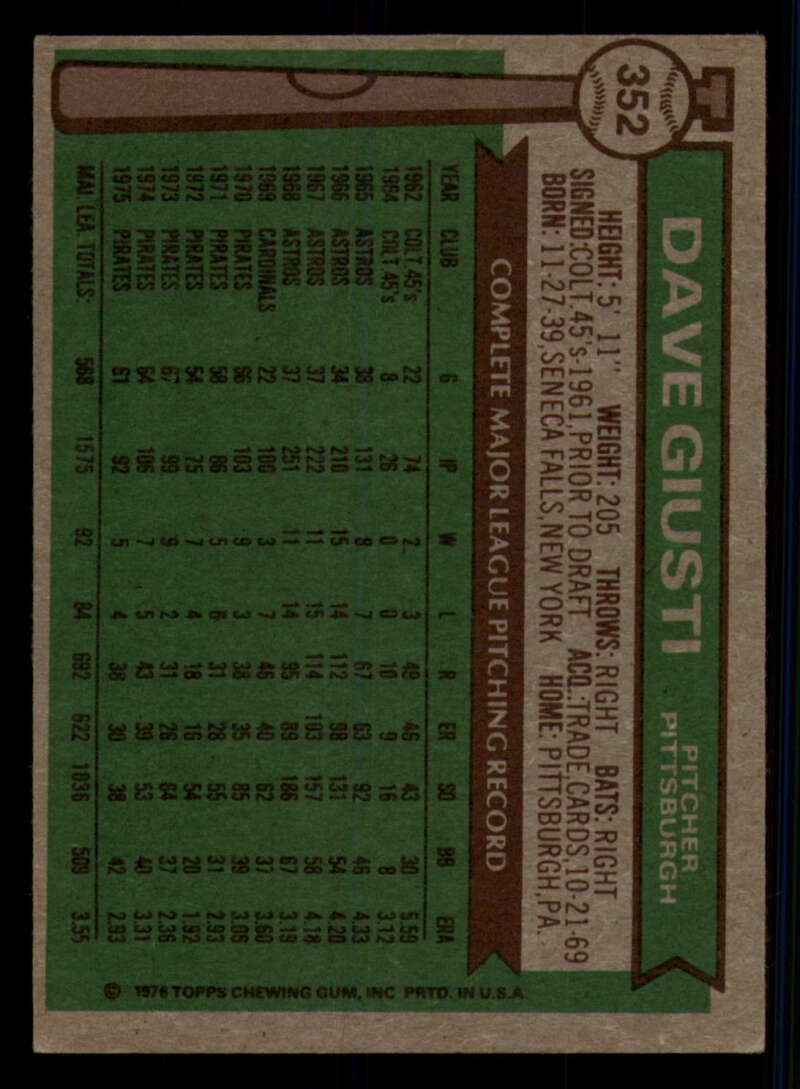 352
DAVE GIUSTI
PITCHER
PITTSBURGH
HEIGHT: 5' 11" WEIGHT: 205 THROWS: RIGHT BATS: RIGHT
SIGNED: COLT .45's-1961, PRIOR TO DRAFT ACQ.:TRADE, CARDS, 10-21-69
BORN: 11-27-39, SENECA FALLS, NEW YORK HOME: PITTSBURGH, PA.
COMPLETE MAJOR LEAGUE PITCHING RECORD
YEAR CLUB G IP W L R ER SO BB ERA
1962 COLT 45's 22 74 2 3 49 46 43 30 5.59
1964 COLT 45's 8 26 0 0 10 9 16 8 3.12
1965 ASTROS 38 131 8 7 67 63 92 46 4.33
1966 ASTROS 34 210 15 14 112 98 131 54 4.20
1967 ASTROS 37 222 11 15 114 103 157 58 4.18
1968 ASTROS 37 251 11 14 95 89 186 67 3.19
1969 CARDINALS 22 100 3 7 46 40 62 37 3.60
1970 PIRATES 66 103 9 3 38 35 85 39 3.06
1971 PIRATES 58 86 5 6 31 28 55 31 2.93
1972 PIRATES 54 75 7 4 18 16 54 20 1.92
1973 PIRATES 67 99 9 2 31 26 64 37 2.36
1974 PIRATES 64 106 7 5 43 39 53 40 3.31
1975 PIRATES 61 92 5 4 38 30 38 42 2.93
MAJ. LEA. TOTALS: 568 1575 92 84 692 622 1036 509 3.55
© 1976 TOPPS CHEWING GUM, INC PRTD. IN U.S.A